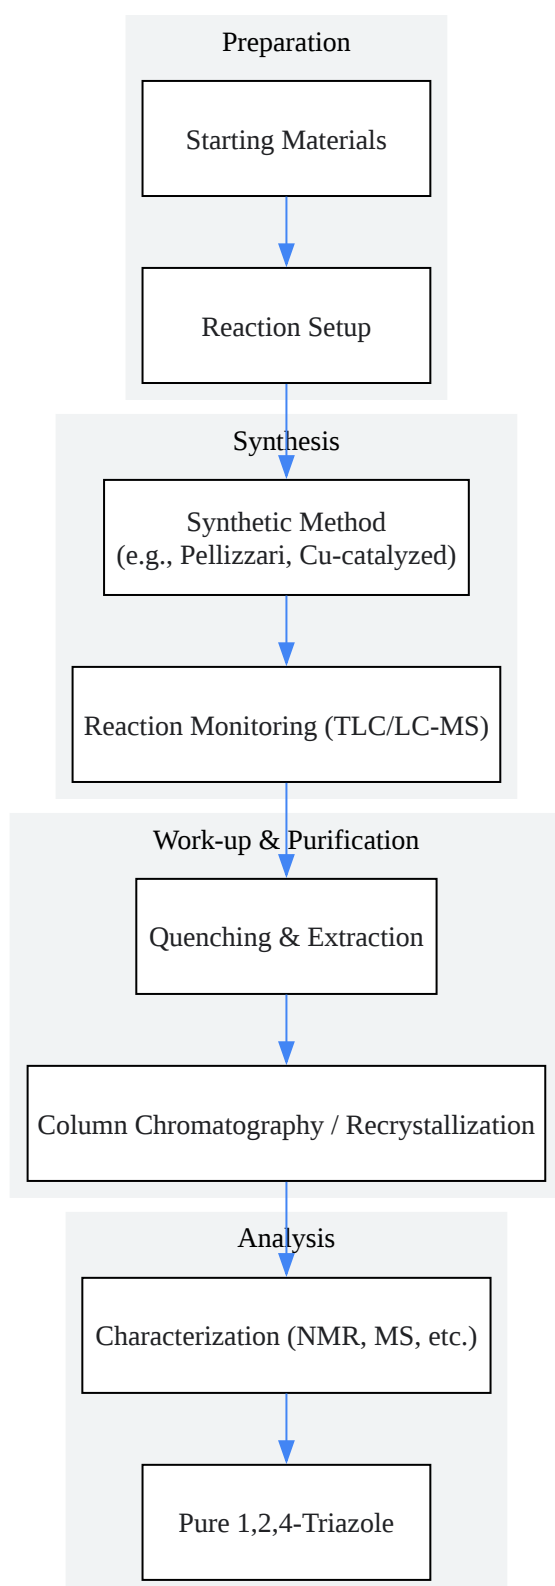 Preparation
Starting Materials
Reaction Setup
Synthesis
Synthetic Method
(e.g., Pellizzari, Cu-catalyzed)
Reaction Monitoring (TLC/LC-MS)
Work-up & Purification
Quenching & Extraction
Column Chromatography / Recrystallization
Analysis
Characterization (NMR, MS, etc.)
Pure 1,2,4-Triazole